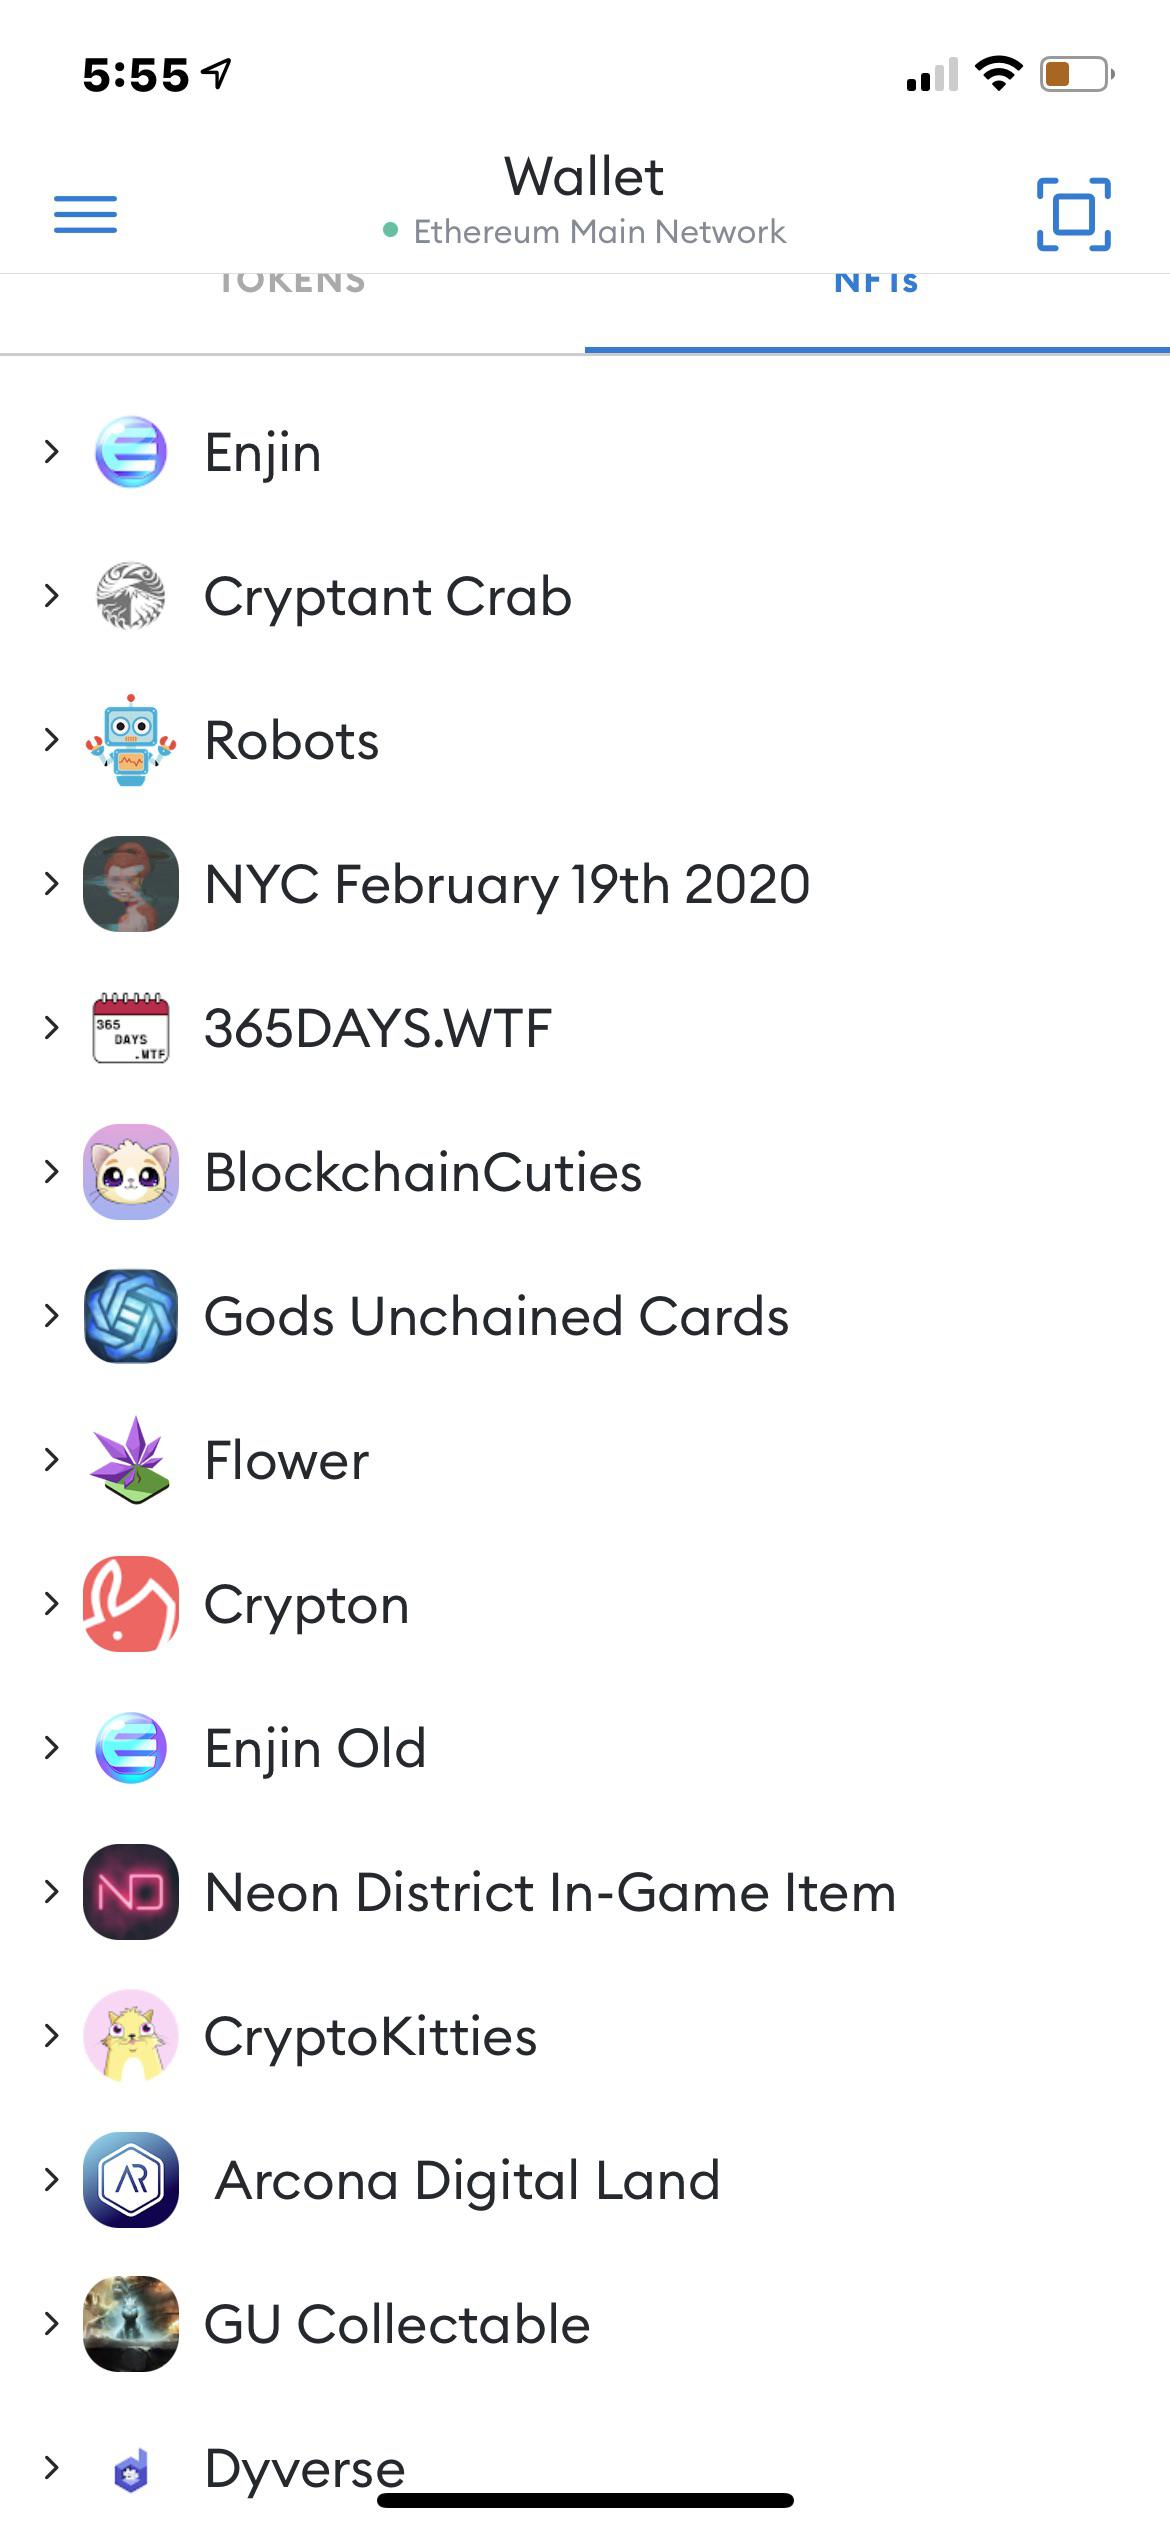 5:55
Wallet
Ethereum Main Network
TOKENS
NFTs
Enjin
Cryptant Crab
Robots
NYC February 19th 2020
365
DAYS
.WTF
365DAYS.WTF
BlockchainCuties
Gods Unchained Cards
Flower
Crypton
Enjin Old
ND
Neon District In-Game Item
CryptoKitties
AR
Arcona Digital Land
GU Collectable
Dyverse